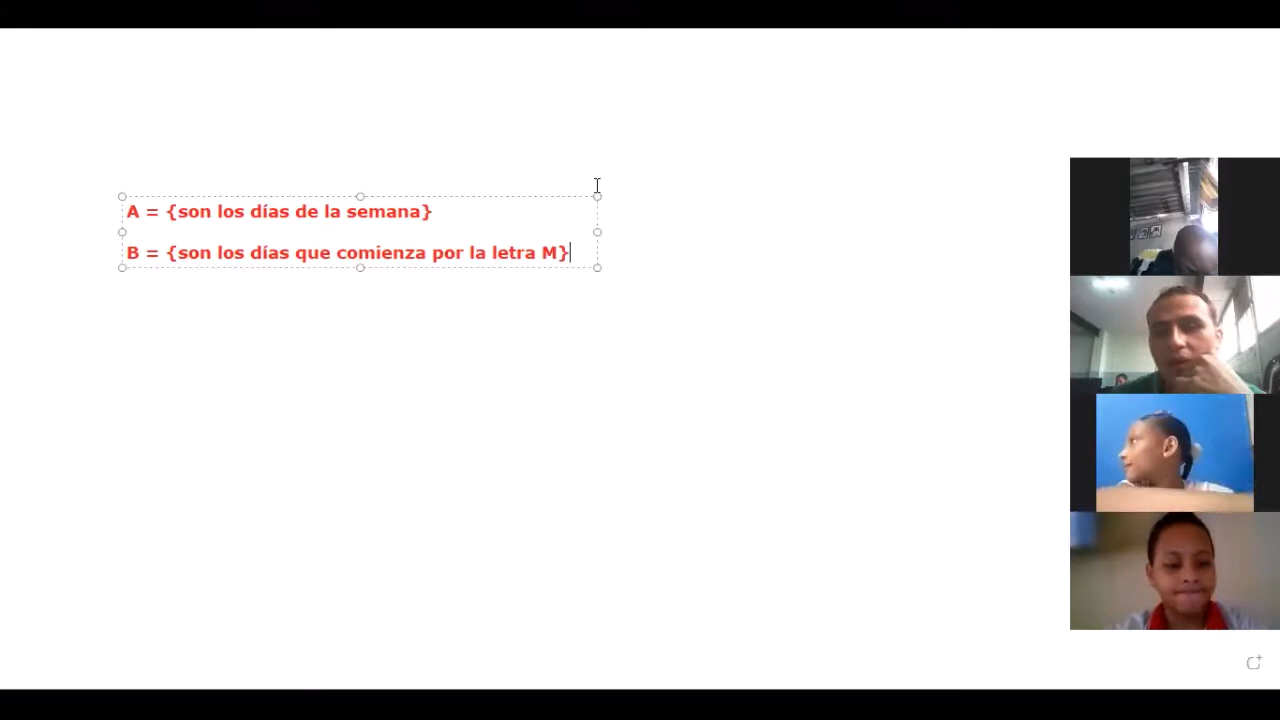 A = {son los días de la semana}
B = {son los días que comienza por la letra M}